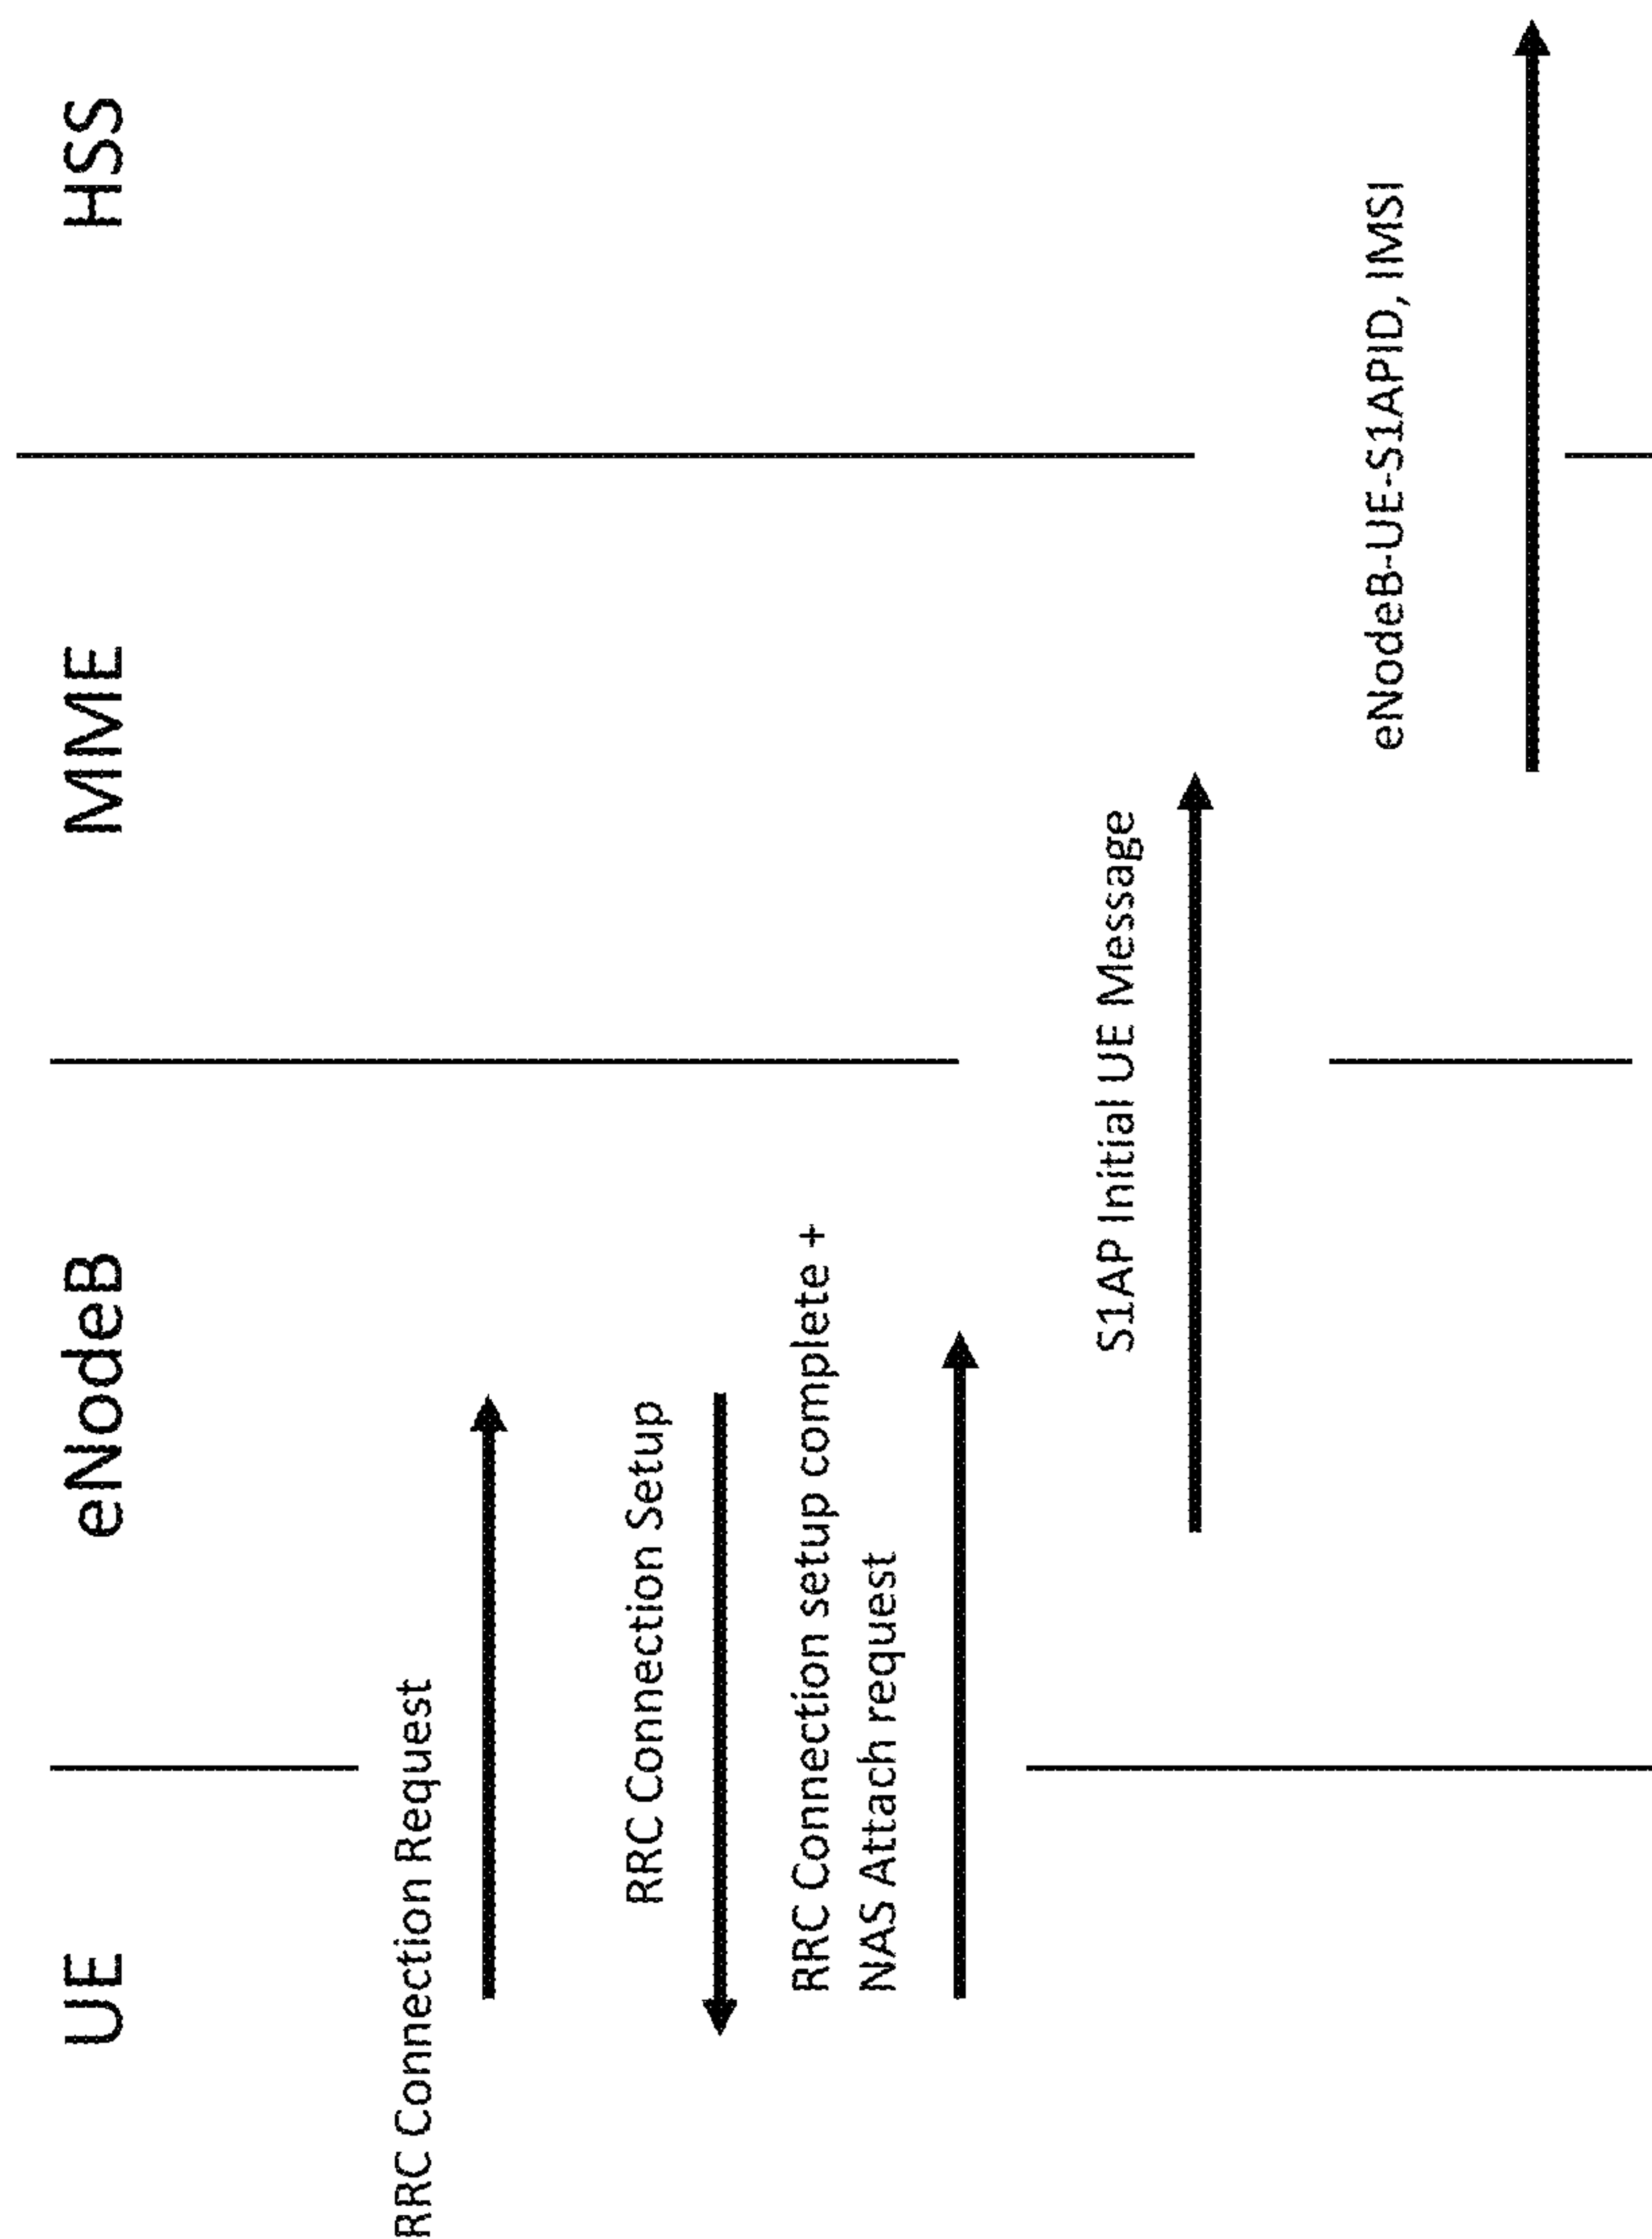 UE
eNodeB
MME
HSS
RRC Connection Request
RRC Connection Setup
RRC Connection setup complete +
NAS Attach request
S1AP Initial UE Message
eNodeB-UE-S1APID, IMSI